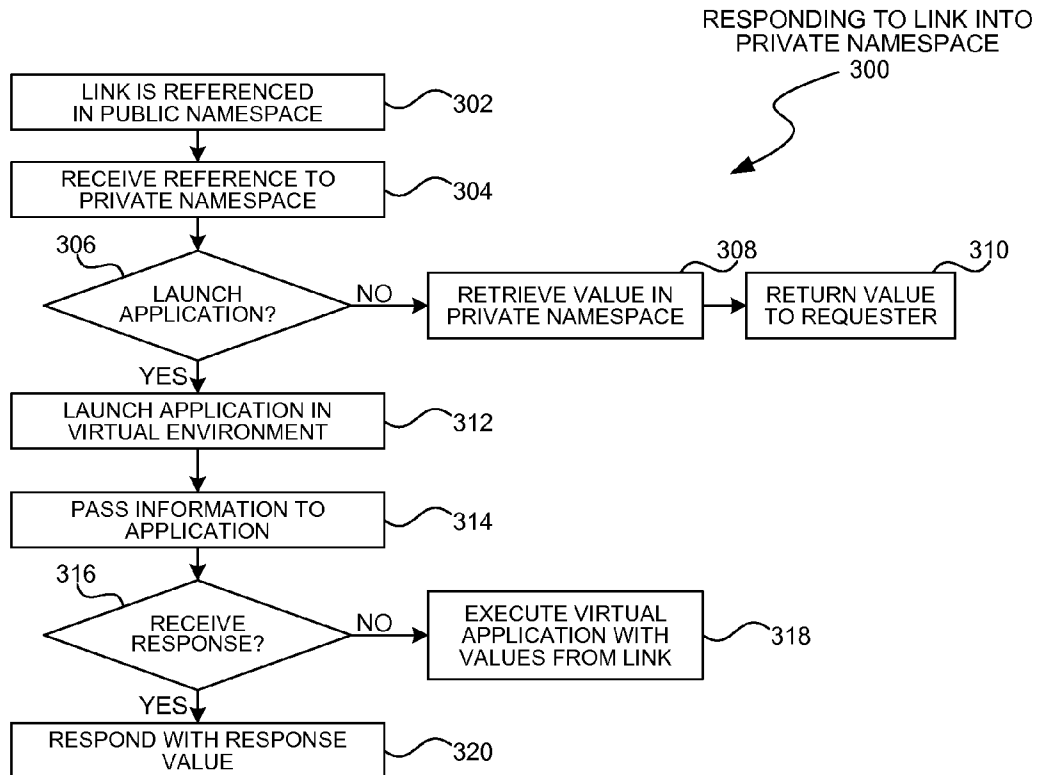 RESPONDING TO LINK INTO
PRIVATE NAMESPACE
300
LINK IS REFERENCED
IN PUBLIC NAMESPACE
302
RECEIVE REFERENCE TO
PRIVATE NAMESPACE
304
306
LAUNCH
APPLICATION?
NO
308
RETRIEVE VALUE IN
PRIVATE NAMESPACE
310
RETURN VALUE
TO REQUESTER
YES
LAUNCH APPLICATION IN
VIRTUAL ENVIRONMENT
312
PASS INFORMATION TO
APPLICATION
314
316
RECEIVE
RESPONSE?
NO
EXECUTE VIRTUAL
APPLICATION WITH
VALUES FROM LINK
318
YES
RESPOND WITH RESPONSE
VALUE
320